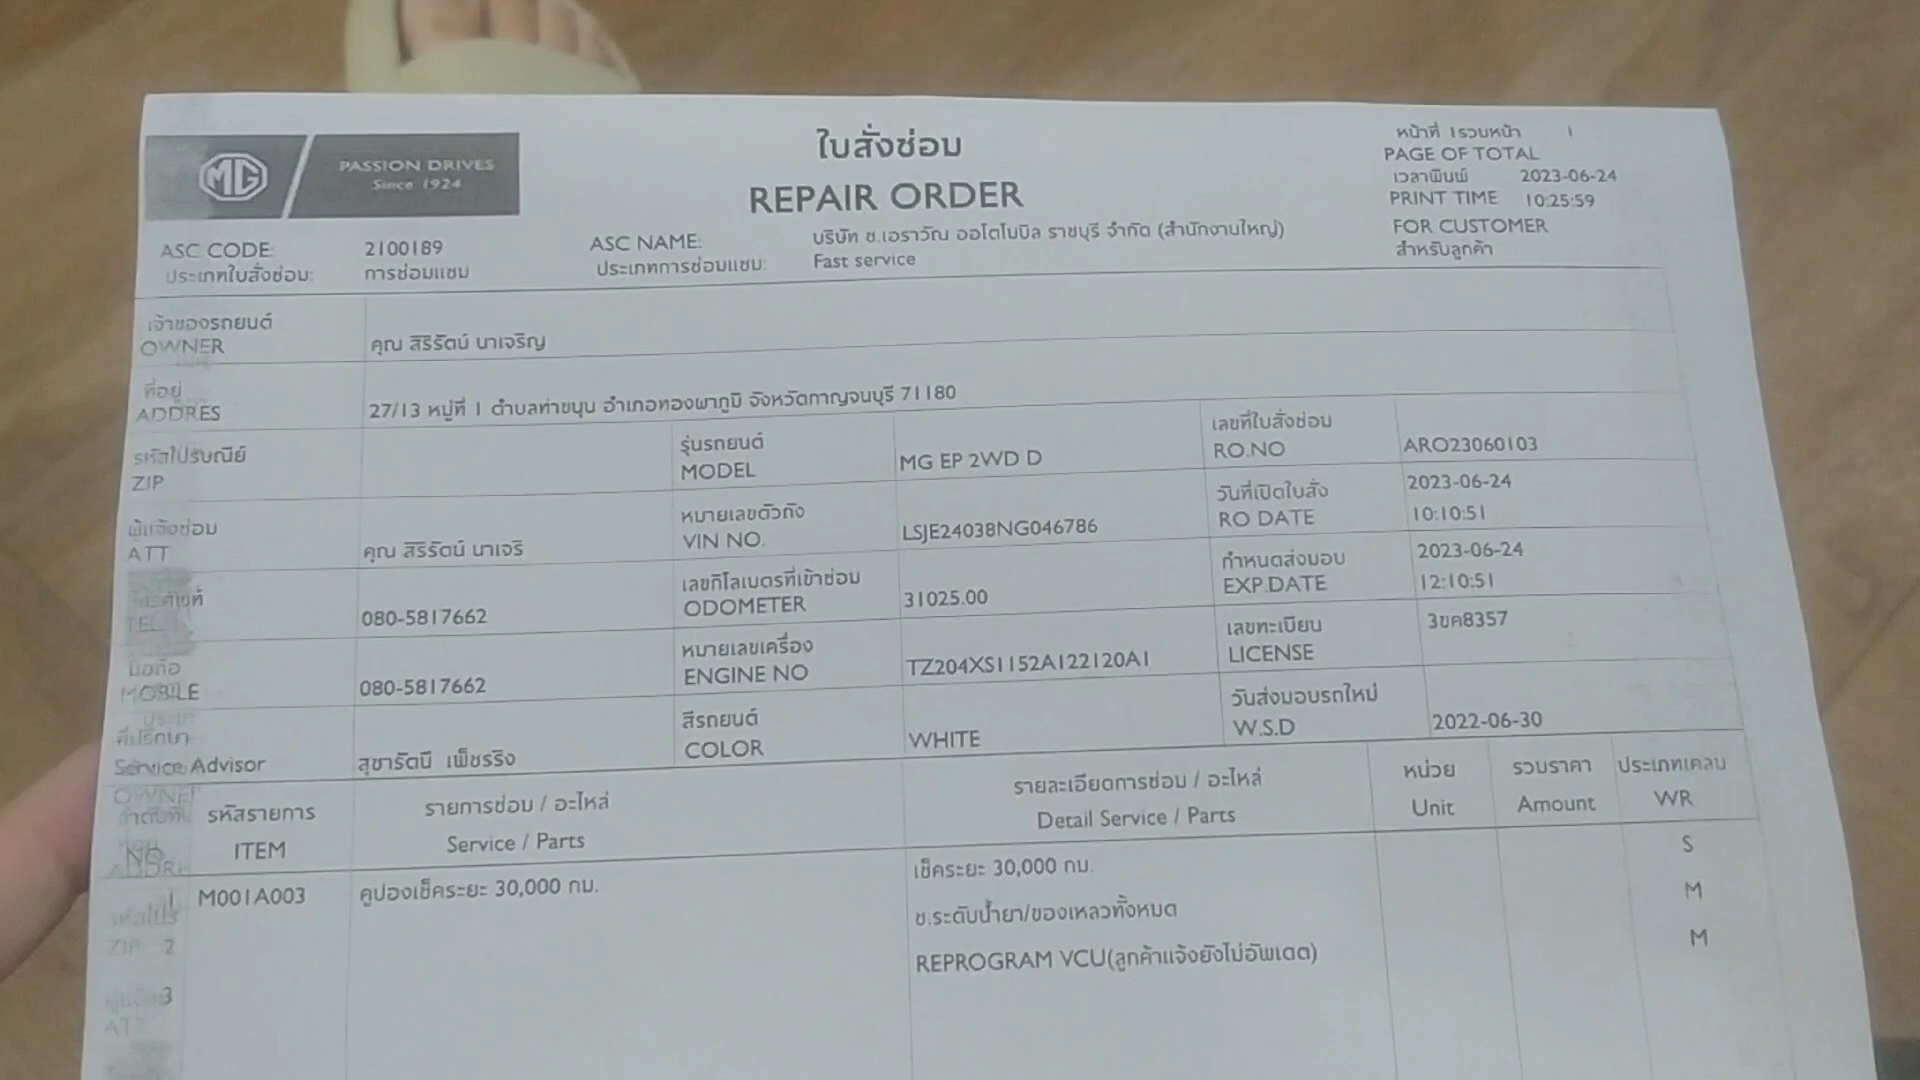 MG PASSION DRIVES
Since 1924
ใบสั่งซ่อม
REPAIR ORDER
หน้าที่ 1รวมหน้า 1
PAGE OF TOTAL
เวลาพิมพ์ 2023-06-24
PRINT TIME 10:25:59
FOR CUSTOMER
สำหรับลูกค้า
ASC CODE: 2100189 ASC NAME: บริษัท ช.เอราวัณ ออโตโมบิล ราชบุรี จำกัด (สำนักงานใหญ่)
ประเภทใบสั่งซ่อม: การซ่อมแซม ประเภทการซ่อมแซม: Fast service
เจ้าของรถยนต์
OWNER คุณ สิริรัตน์ นาเจริญ
ที่อยู่
ADDRES 27/13 หมู่ที่ 1 ตำบลท่าขนุน อำเภอทองผาภูมิ จังหวัดกาญจนบุรี 71180
รหัสไปรษณีย์ รุ่นรถยนต์ เลขที่ใบสั่งซ่อม
ZIP MODEL MG EP 2WD D RO.NO ARO23060103
ผู้แจ้งซ่อม หมายเลขตัวถัง วันที่เปิดใบสั่ง 2023-06-24
ATT คุณ สิริรัตน์ นาเจริ VIN NO. LSJE24038NG046786 RO DATE 10:10:51
เลขกิโลเมตรที่เข้าซ่อม กำหนดส่งมอบ 2023-06-24
TEL 080-5817662 ODOMETER 31025.00 EXP.DATE 12:10:51
มือถือ หมายเลขเครื่อง เลขทะเบียน 3ขค8357
MOBILE 080-5817662 ENGINE NO TZ204XS1152A122120A1 LICENSE
ที่ปรึกษา สีรถยนต์ วันส่งมอบรถใหม่
Service Advisor สุชารัตนี เพ็ชรริง COLOR WHITE W.S.D 2022-06-30
รหัสรายการ รายการซ่อม / อะไหล่ รายละเอียดการซ่อม / อะไหล่ หน่วย รวมราคา ประเภทเคลม
NO. ITEM Service / Parts Detail Service / Parts Unit Amount WR
1 M001A003 คูปองเช็คระยะ 30,000 กม. เช็คระยะ 30,000 กม. S
2 ช.ระดับน้ำยา/ของเหลวทั้งหมด M
3 REPROGRAM VCU(ลูกค้าแจ้งยังไม่อัพเดต) M